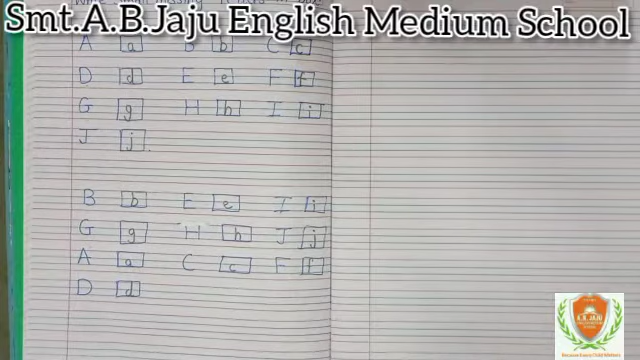 Smt.A.B.Jaju English Medium School
A a B b C c
D d E e F f
G g H h I i
J j.
B b E e I i
G g H h J j
A a C c F f
D d
A.B. JAJU